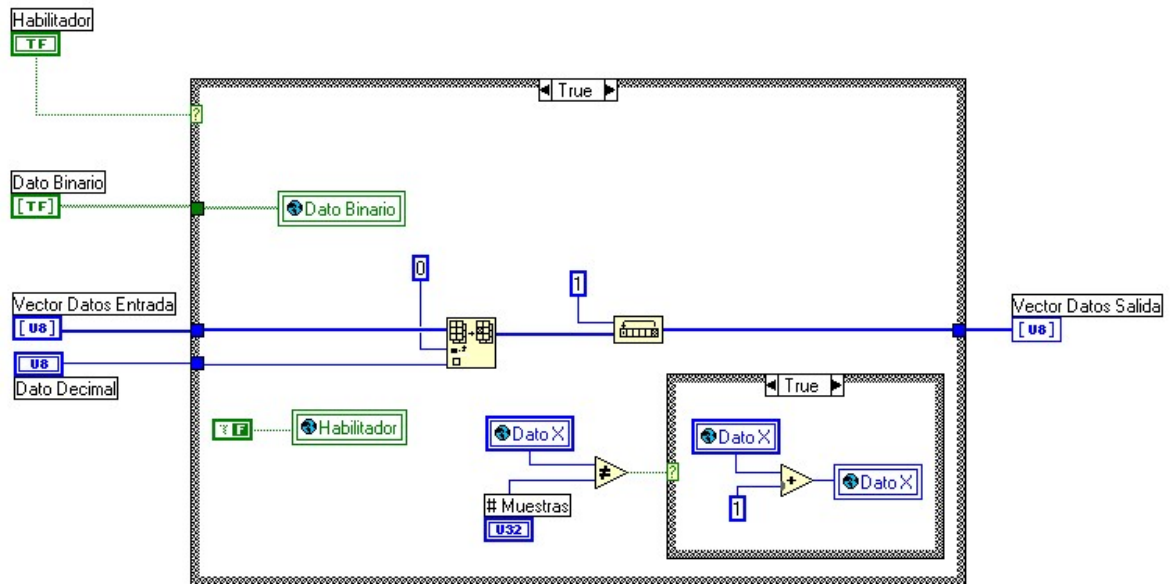 Habilitador
TF
True
?
Dato Binario
[TF]
Dato Binario
0
1
Vector Datos Entrada
[U8]
Vector Datos Salida
[U8]
U8
Dato Decimal
True
F
Habilitador
Dato X
Dato X
≠
?
+
Dato X
# Muestras
1
U32